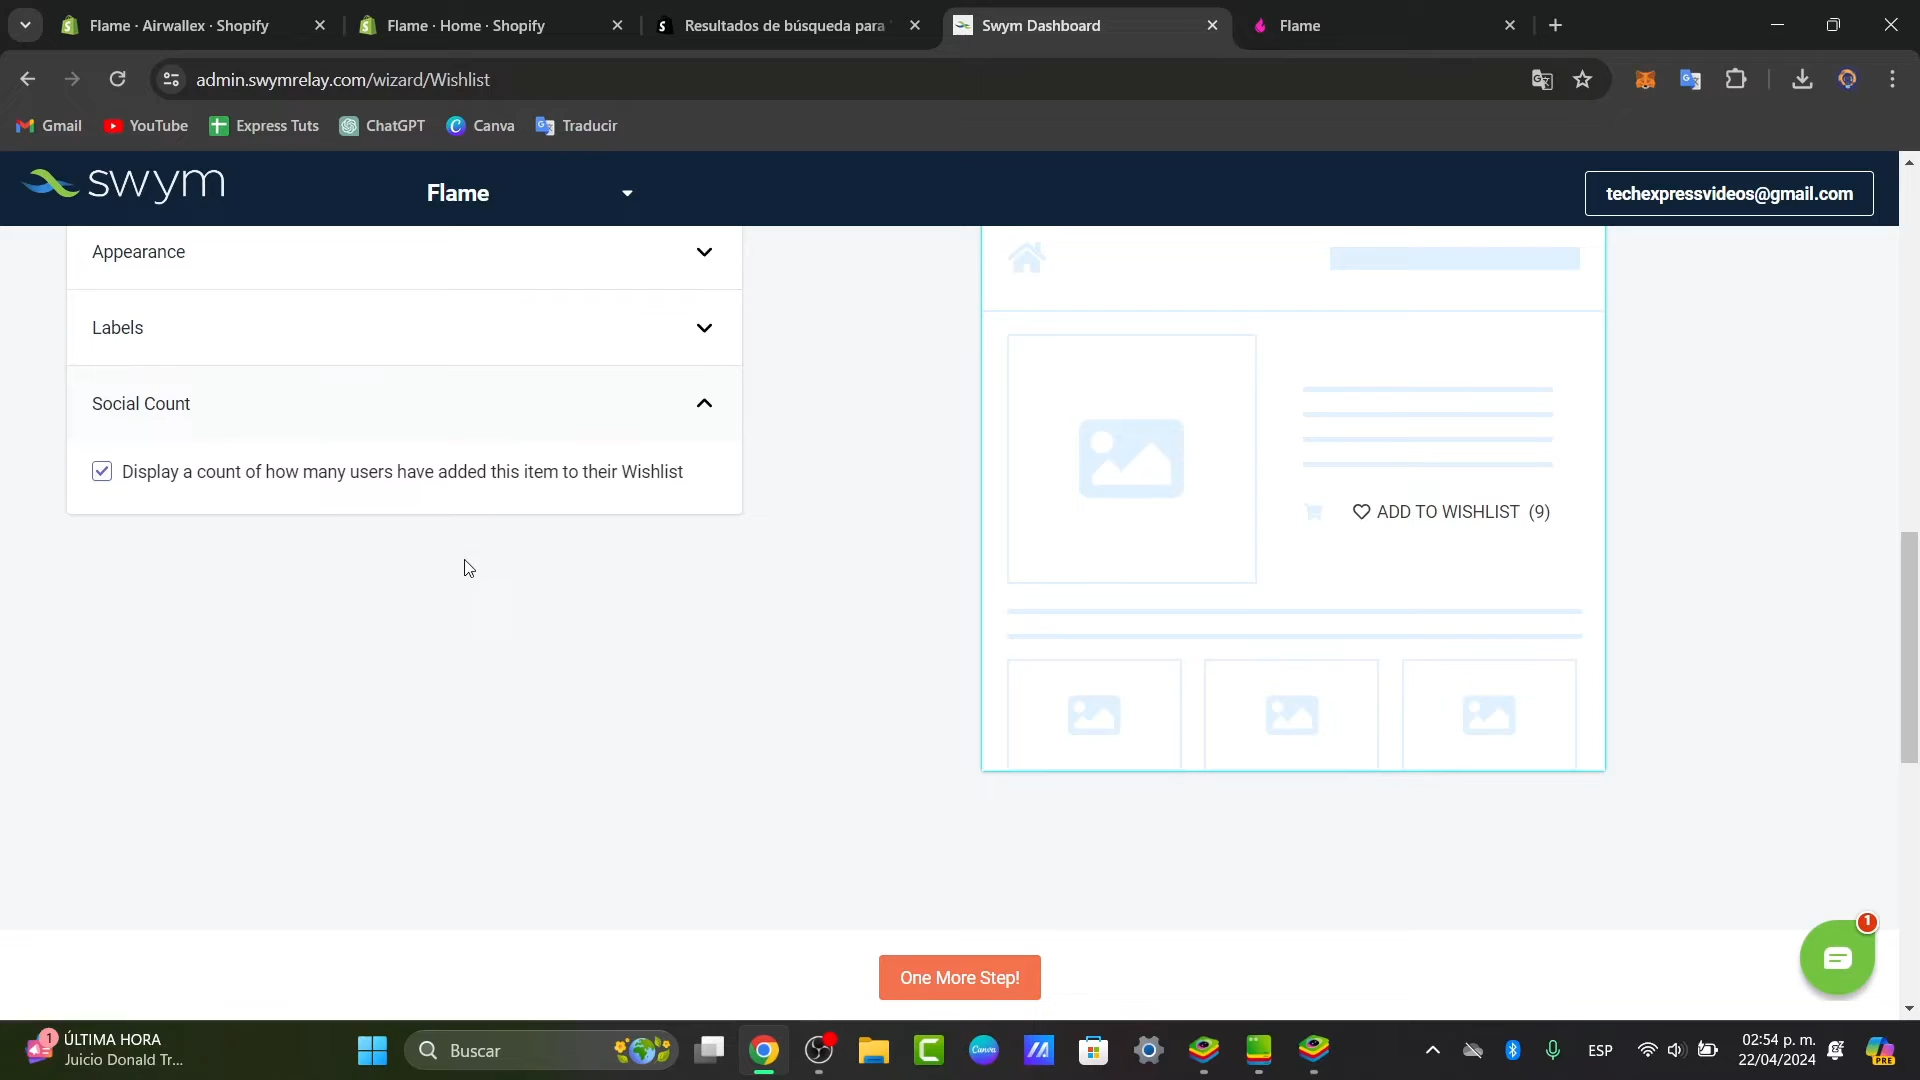 Flame · Airwallex · Shopify
Flame · Home · Shopify
Resultados de búsqueda para
Swym Dashboard
Flame
admin.swymrelay.com/wizard/Wishlist
Gmail
YouTube
Express Tuts
ChatGPT
Canva
Traducir
swym
Flame
techexpressvideos@gmail.com
Appearance
Labels
Social Count
Display a count of how many users have added this item to their Wishlist
ADD TO WISHLIST (9)
1
One More Step!
1
ÚLTIMA HORA
Juicio Donald Tr...
Buscar
Canva
ESP
02:54 p. m.
22/04/2024
PRE